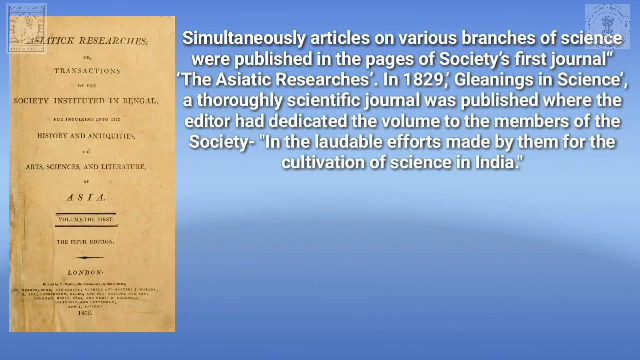 ASIATICK RESEARCHES:
OR,
TRANSACTIONS
OF THE
SOCIETY INSTITUTED IN BENGAL,
FOR INQUIRING INTO THE
HISTORY AND ANTIQUITIES,
THE
ARTS, SCIENCES, AND LITERATURE,
OF
ASIA.
VOLUME THE FIRST.
THE FIFTH EDITION.
LONDON:
Simultaneously articles on various branches of science
were published in the pages of Society's first journal“
‘The Asiatic Researches’. In 1829,’ Gleanings in Science’,
a thoroughly scientific journal was published where the
editor had dedicated the volume to the members of the
Society- "In the laudable efforts made by them for the
cultivation of science in India."